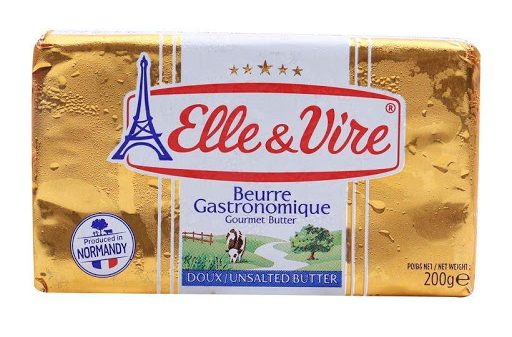 Elle & Vire®
Beurre
Gastronomique
Gourmet Butter
Produced in
NORMANDY
DOUX / UNSALTED BUTTER
POIDS NET / NET WEIGHT :
200g℮